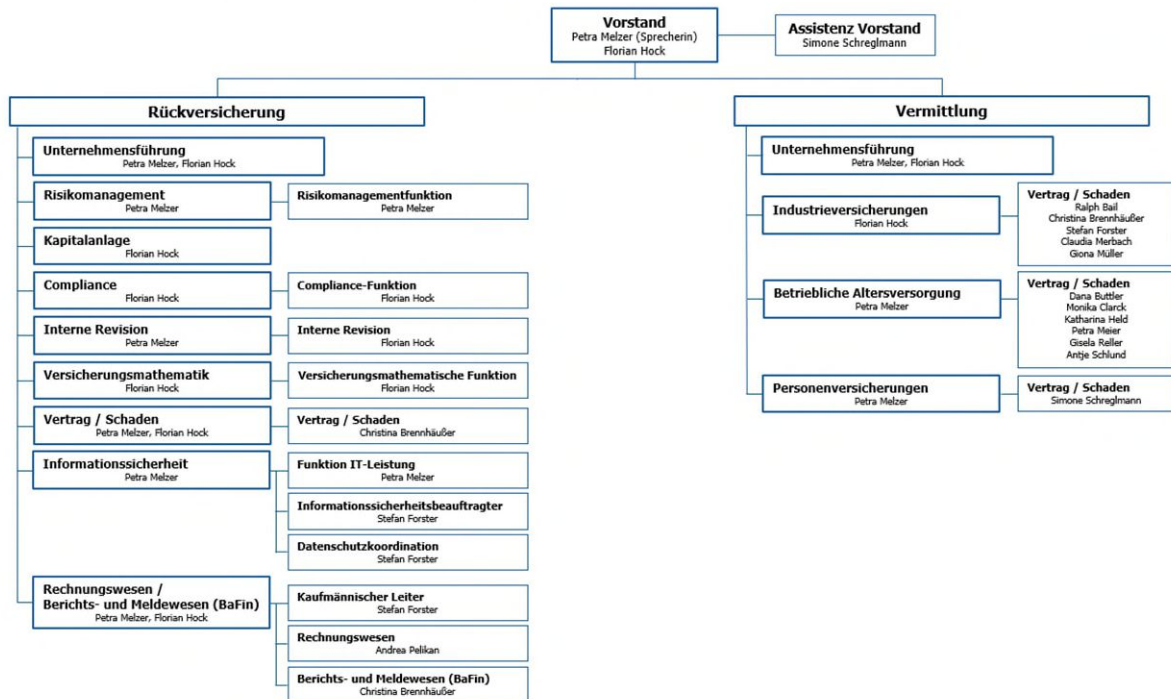 Vorstand
Petra Melzer (Sprecherin)
Florian Hock
Assistenz Vorstand
Simone Schreglmann
Rückversicherung
Unternehmensführung
Petra Melzer, Florian Hock
Risikomanagement
Petra Melzer
Risikomanagementfunktion
Petra Melzer
Kapitalanlage
Florian Hock
Compliance
Florian Hock
Compliance-Funktion
Florian Hock
Interne Revision
Petra Melzer
Interne Revision
Florian Hock
Versicherungsmathematik
Florian Hock
Versicherungsmathematische Funktion
Florian Hock
Vertrag / Schaden
Petra Melzer, Florian Hock
Vertrag / Schaden
Christina Brennhäußer
Informationssicherheit
Petra Melzer
Funktion IT-Leistung
Petra Melzer
Informationssicherheitsbeauftragter
Stefan Forster
Datenschutzkoordination
Stefan Forster
Rechnungswesen /
Berichts- und Meldewesen (BaFin)
Petra Melzer, Florian Hock
Kaufmännischer Leiter
Stefan Forster
Rechnungswesen
Andrea Pelikan
Berichts- und Meldewesen (BaFin)
Christina Brennhäußer
Vermittlung
Unternehmensführung
Petra Melzer, Florian Hock
Industrieversicherungen
Florian Hock
Vertrag / Schaden
Ralph Bail
Christina Brennhäußer
Stefan Forster
Claudia Merbach
Giona Müller
Betriebliche Altersversorgung
Petra Melzer
Vertrag / Schaden
Dana Buttler
Monika Clarck
Katharina Held
Petra Meier
Gisela Reller
Antje Schlund
Personenversicherungen
Petra Melzer
Vertrag / Schaden
Simone Schreglmann